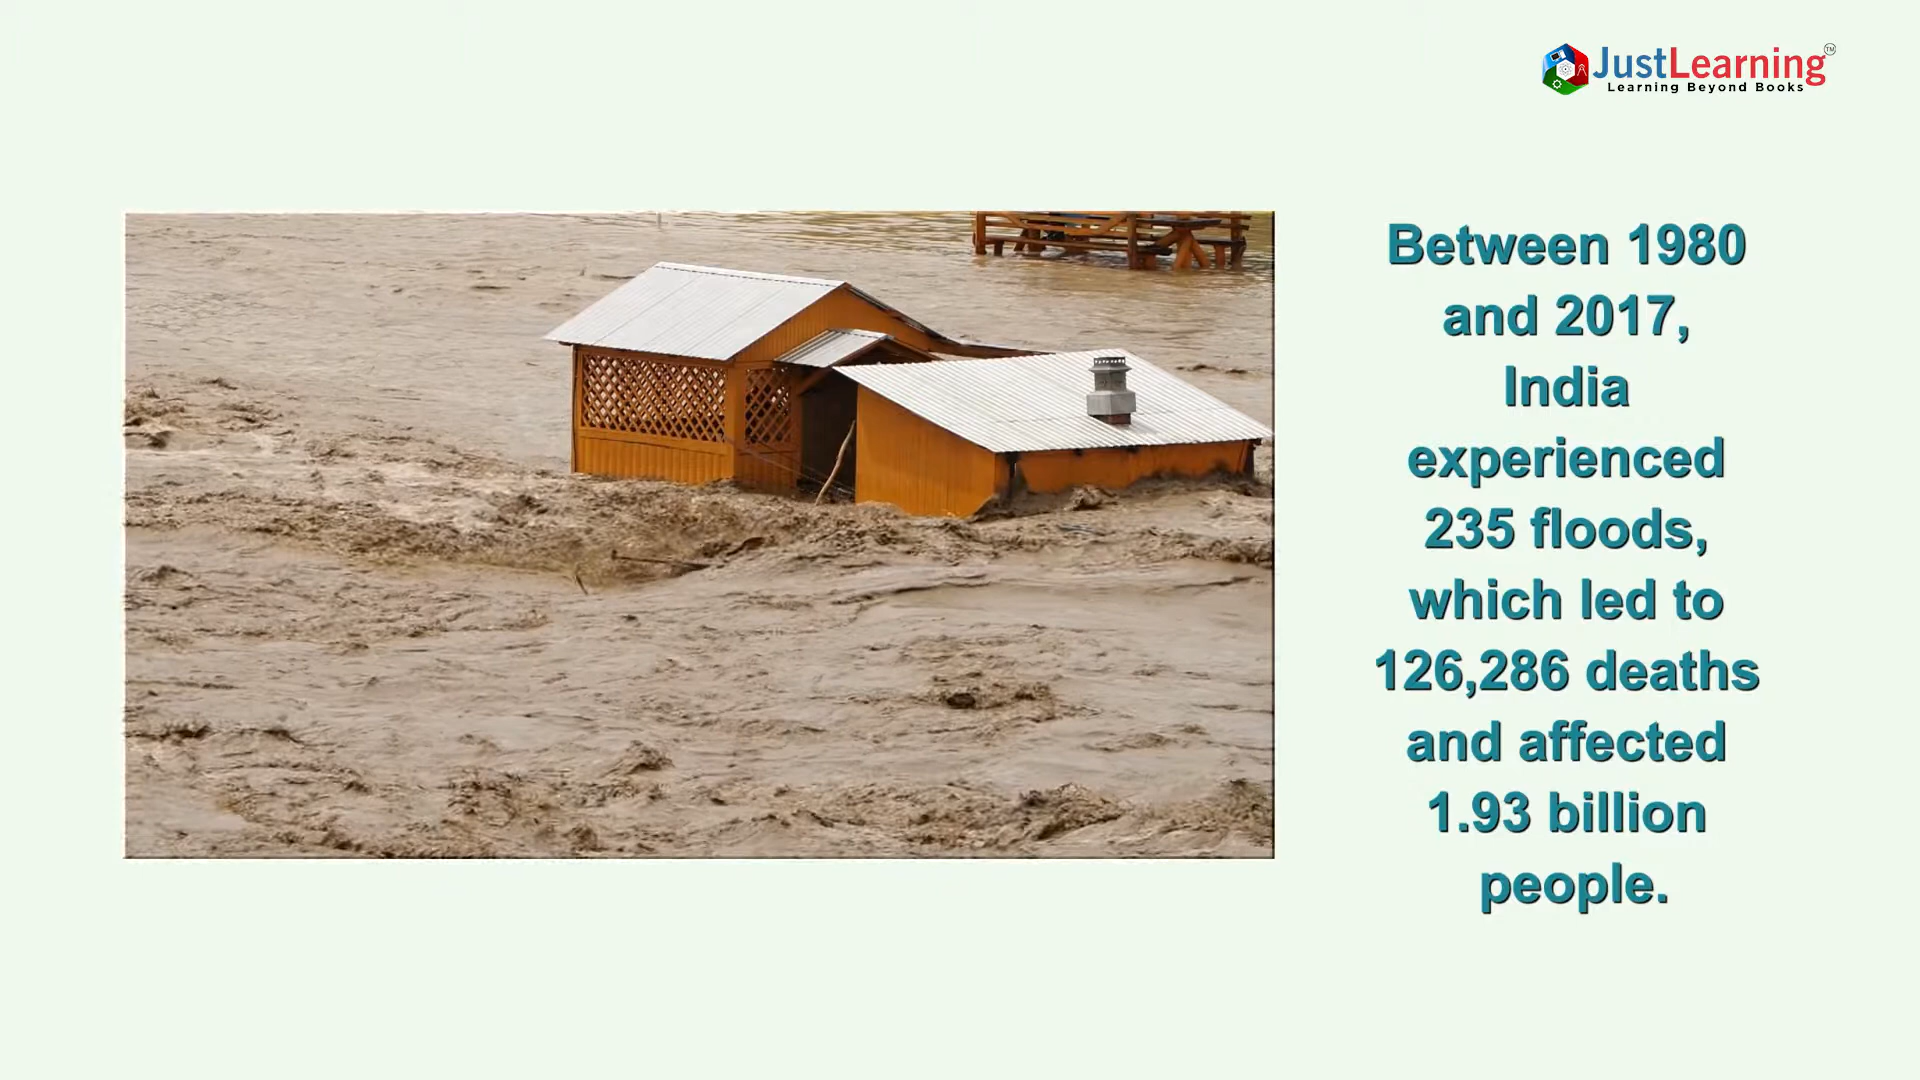 JustLearning™
Learning Beyond Books
Between 1980
and 2017,
India
experienced
235 floods,
which led to
126,286 deaths
and affected
1.93 billion
people.